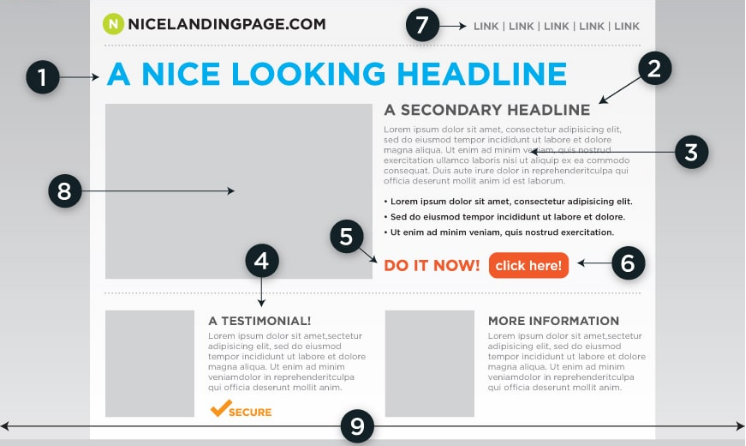 N NICELANDINGPAGE.COM
7
LINK | LINK | LINK | LINK | LINK
1
A NICE LOOKING HEADLINE
2
A SECONDARY HEADLINE
Lorem ipsum dolor sit amet, consectetur adipisicing elit,
sed do eiusmod tempor incididunt ut labore et dolore
magna aliqua. Ut enim ad minim veniam, quis nostrud
exercitation ullamco laboris nisi ut aliquip ex ea commodo
consequat. Duis aute irure dolor in reprehenderitculpa qui
officia deserunt mollit anim id est laborum.
3
8
• Lorem ipsum dolor sit amet, consectetur adipisicing elit.
• Sed do eiusmod tempor incididunt ut labore et dolore.
• Ut enim ad minim veniam, quis nostrud exercitation.
5
DO IT NOW!
click here!
6
4
A TESTIMONIAL!
Lorem ipsum dolor sit amet,sectetur
adipisicing elit, sed do eiusmod
tempor incididunt ut labore et dolore
magna aliqua. Ut enim ad minim
veniamdolor in reprehenderitculpa
qui officia deserunt mollit anim.
SECURE
MORE INFORMATION
Lorem ipsum dolor sit amet,sectetur
adipisicing elit, sed do eiusmod
tempor incididunt ut labore et dolore
magna aliqua. Ut enim ad minim
veniamdolor in reprehenderitculpa
qui officia deserunt mollit anim.
9